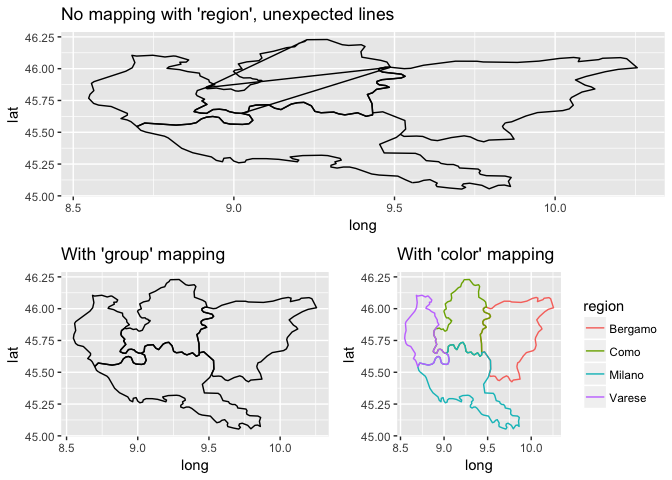 No mapping with 'region', unexpected lines
46.25
46.00
45.75
45.50
45.25
45.00
lat
8.5
9.0
9.5
10.0
long
With 'group' mapping
46.25
46.00
45.75
45.50
45.25
45.00
lat
8.5
9.0
9.5
10.0
long
With 'color' mapping
46.25
46.00
45.75
45.50
45.25
45.00
lat
8.5
9.0
9.5
10.0
long
region
Bergamo
Como
Milano
Varese